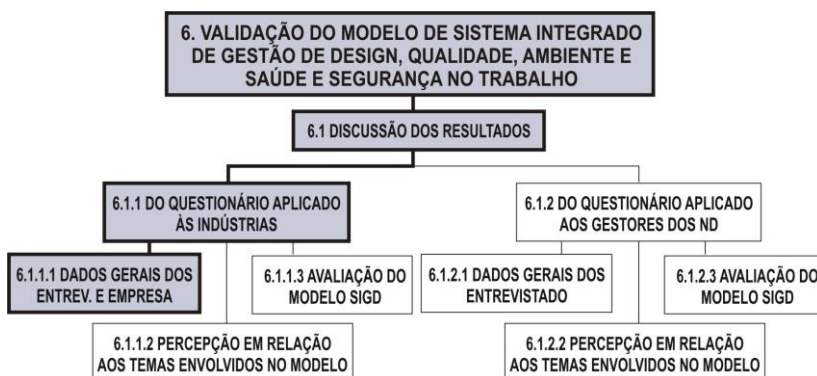 6. VALIDAÇÃO DO MODELO DE SISTEMA INTEGRADO
DE GESTÃO DE DESIGN, QUALIDADE, AMBIENTE E
SAÚDE E SEGURANÇA NO TRABALHO
6.1 DISCUSSÃO DOS RESULTADOS
6.1.1 DO QUESTIONÁRIO APLICADO
ÀS INDÚSTRIAS
6.1.2 DO QUESTIONÁRIO APLICADO
AOS GESTORES DOS ND
6.1.1.1 DADOS GERAIS DOS
ENTREV. E EMPRESA
6.1.1.3 AVALIAÇÃO DO
MODELO SIGD
6.1.2.1 DADOS GERAIS DOS
ENTREVISTADO
6.1.2.3 AVALIAÇÃO DO
MODELO SIGD
6.1.1.2 PERCEPÇÃO EM RELAÇÃO
AOS TEMAS ENVOLVIDOS NO MODELO
6.1.2.2 PERCEPÇÃO EM RELAÇÃO
AOS TEMAS ENVOLVIDOS NO MODELO